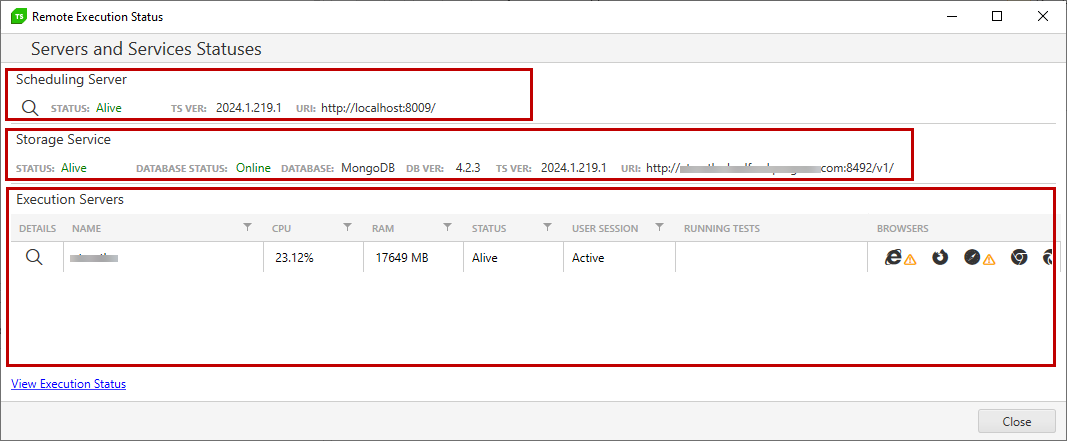 TS Remote Execution Status
Servers and Services Statuses
Scheduling Server
STATUS: Alive TS VER: 2024.1.219.1 URI: http://localhost:8009/
Storage Service
STATUS: Alive DATABASE STATUS: Online DATABASE: MongoDB DB VER: 4.2.3 TS VER: 2024.1.219.1 URI: http:// com:8492/v1/
Execution Servers
DETAILS NAME CPU RAM STATUS USER SESSION RUNNING TESTS BROWSERS
23.12% 17649 MB Alive Active
View Execution Status
Close